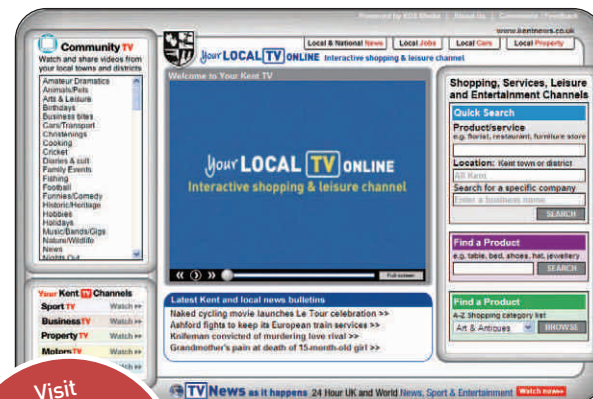 Powered by KOS Media | About Us | Comments / Feedback
www.kentnews.co.uk
Community TV
Watch and share videos from
your local towns and districts
Amateur Dramatics
Animals/Pets
Arts & Leisure
Birthdays
Business bites
Cars/Transport
Christenings
Cooking
Cricket
Diaries & cult
Family Events
Fishing
Football
Funnies/Comedy
Historic/Heritage
Hobbies
Holidays
Music/Bands/Gigs
Nature/Wildlife
News
Nights Out
Your Kent TV Channels
Sport TV Watch >>
Business TV Watch >>
Property TV Watch >>
Motors TV Watch >>
Visit
Local & National News
Local Jobs
Local Cars
Local Property
Your LOCAL TV ONLINE Interactive shopping & leisure channel
Welcome to Your Kent TV
Your LOCAL TV ONLINE
Interactive shopping & leisure channel
Full screen
Latest Kent and local news bulletins
Naked cycling movie launches Le Tour celebration >>
Ashford fights to keep its European train services >>
Knifeman convicted of murdering love rival >>
Grandmother's pain at death of 15-month-old girl >>
Shopping, Services, Leisure
and Entertainment Channels
Quick Search
Product/service
e.g. florist, restaurant, furniture store
Location: Kent town or district
All Kent
Search for a specific company
Enter a business name
SEARCH
Find a Product
e.g. table, bed, shoes, hat, jewellery
SEARCH
Find a Product
A-Z Shopping category list
Art & Antiques
BROWSE
TV News as it happens 24 Hour UK and World News, Sport & Entertainment Watch now>>